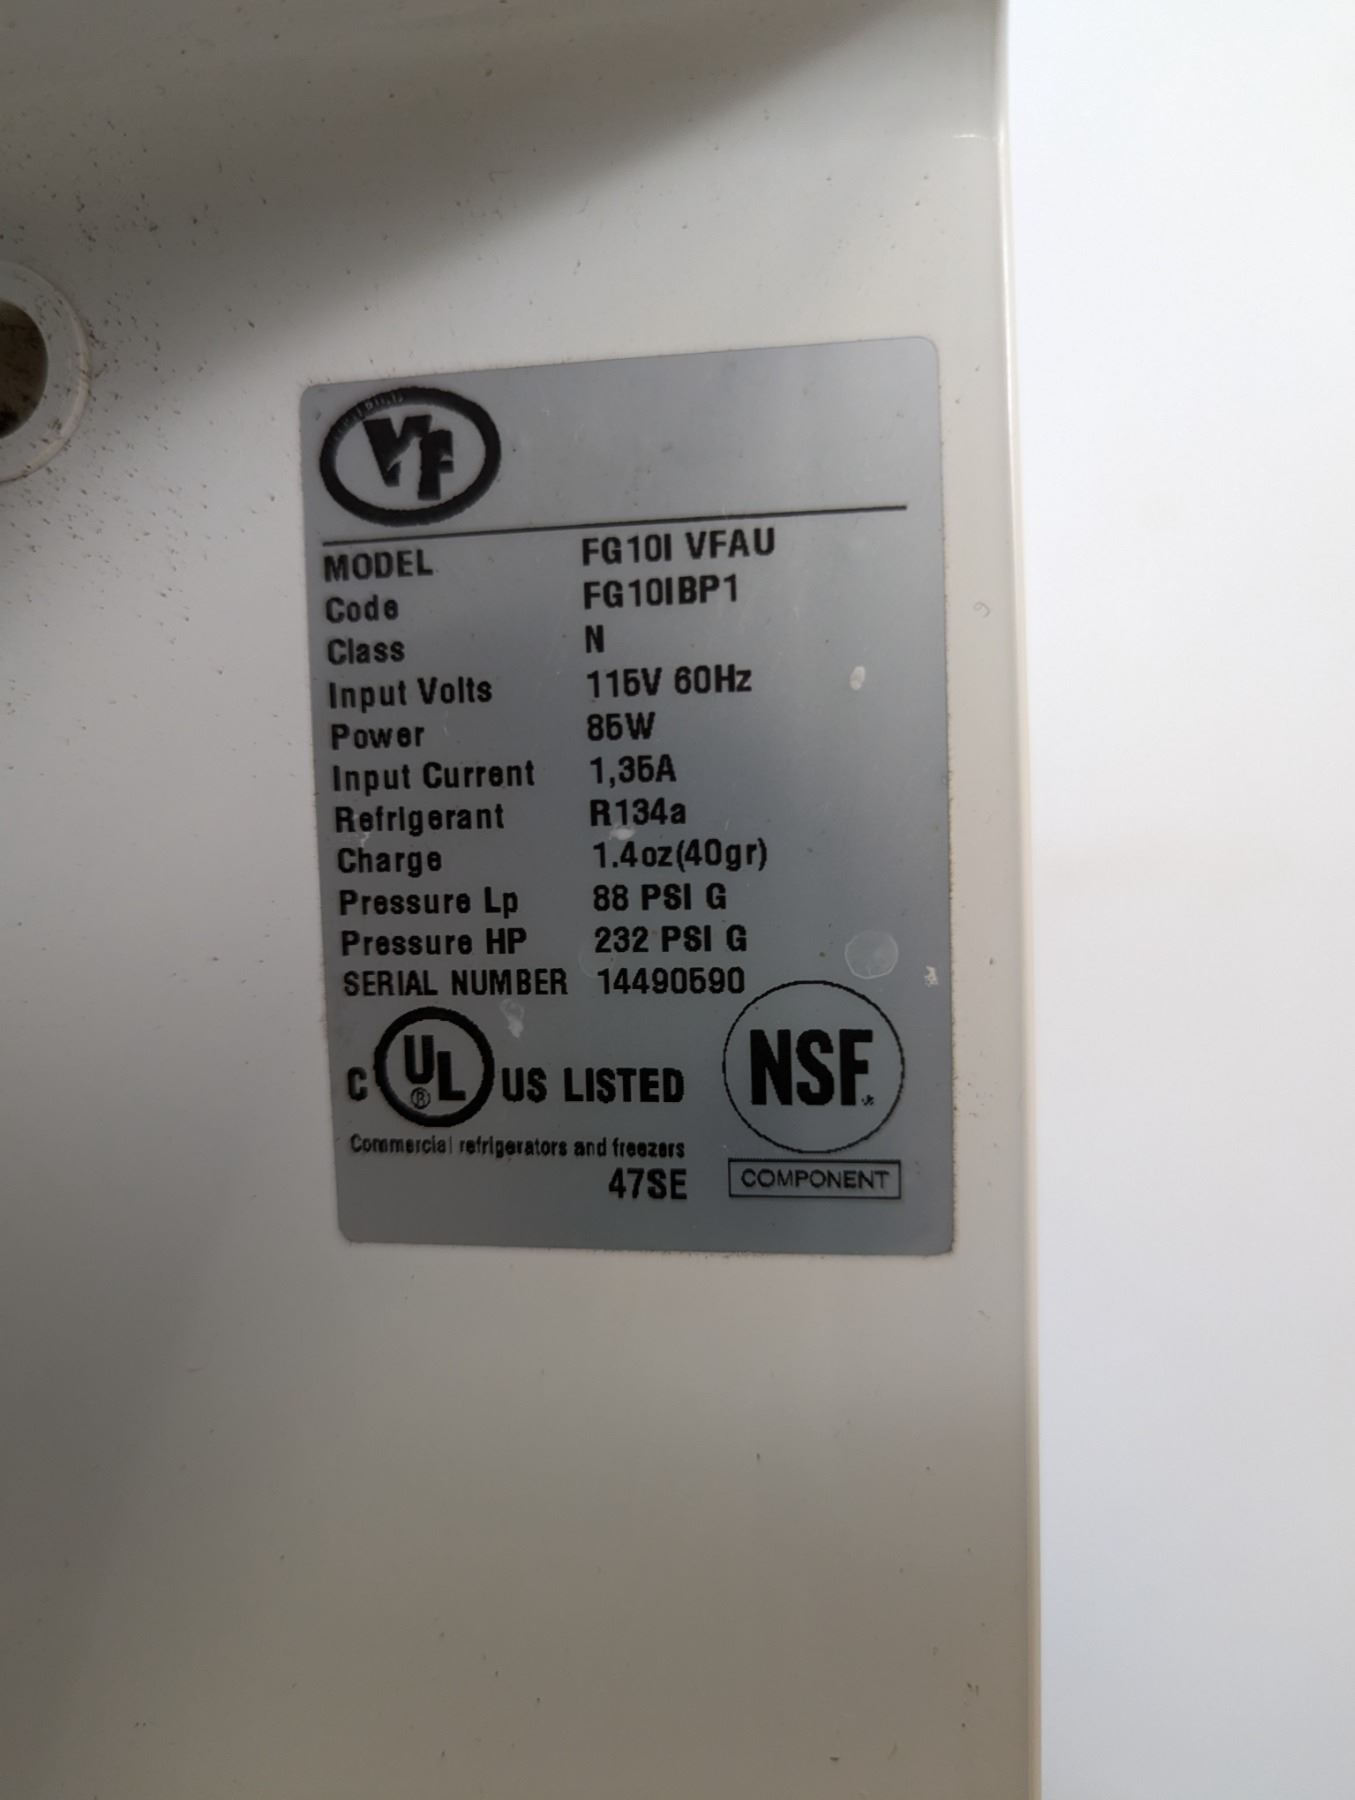 VF
MODEL FG10I VFAU
Code FG10IBP1
Class N
Input Volts 115V 60Hz
Power 85W
Input Current 1,35A
Refrigerant R134a
Charge 1.4oz(40gr)
Pressure Lp 88 PSI G
Pressure HP 232 PSI G
SERIAL NUMBER 14490590
C UL® US LISTED
NSF
Commercial refrigerators and freezers
47SE
COMPONENT